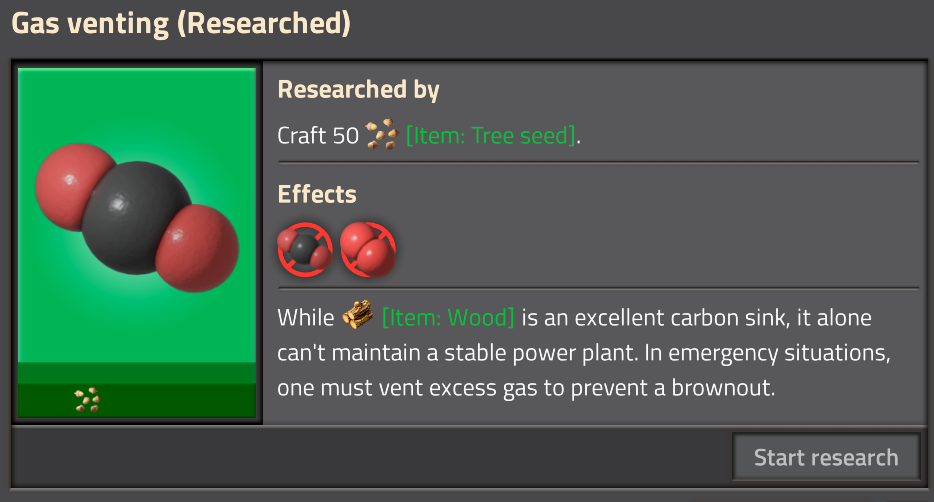 Gas venting (Researched)
Researched by
Craft 50 [Item: Tree seed].
Effects
While [Item: Wood] is an excellent carbon sink, it alone
can't maintain a stable power plant. In emergency situations,
one must vent excess gas to prevent a brownout.
Start research